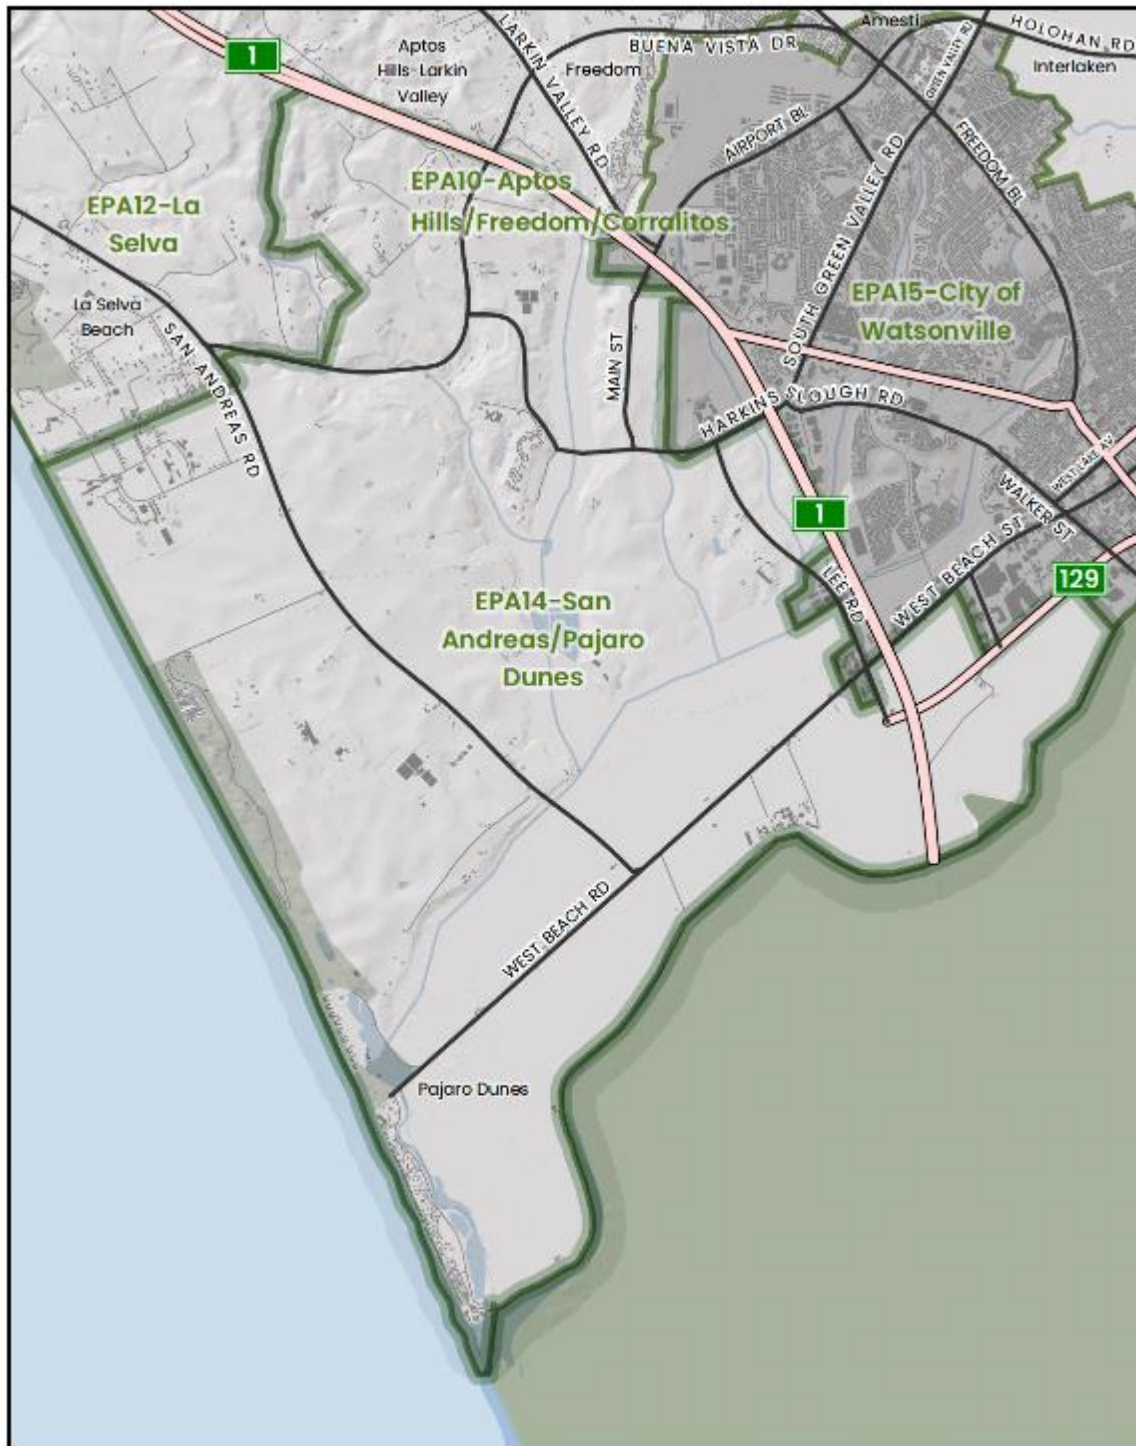 1
LARKIN VALLEY RD
Aptos
Hills-Larkin
Valley
Freedom
BUENA VISTA DR
Amesti
GREEN VALLEY RD
HOLOHAN RD
Interlaken
AIRPORT BL
FREEDOM BL
EPA10-Aptos
Hills/Freedom/Corralitos
EPA12-La
Selva
La Selva
Beach
SAN ANDREAS RD
SOUTH GREEN VALLEY RD
EPA15-City of
Watsonville
MAIN ST
HARKINS SLOUGH RD
WEST LAKE AV
WALKER ST
1
WEST BEACH ST
129
LEE RD
EPA14-San
Andreas/Pajaro
Dunes
WEST BEACH RD
Pajaro Dunes